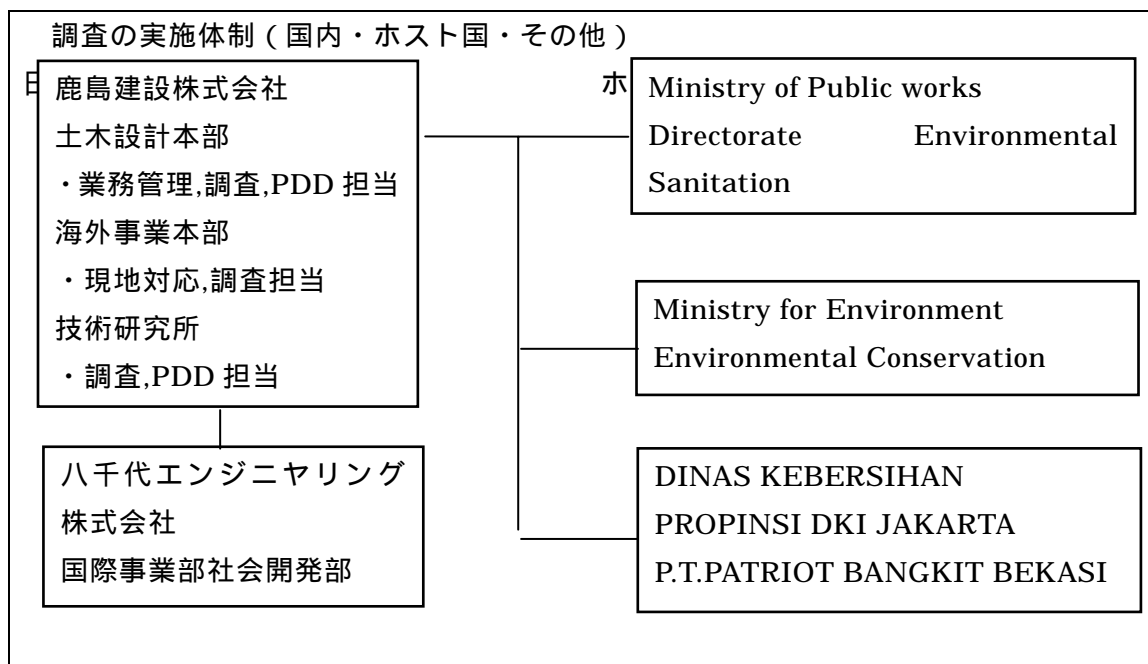 調査の実施体制（国内・ホスト国・その他）
ホ
鹿島建設株式会社
土木設計本部
・業務管理,調査,PDD 担当
海外事業本部
・現地対応,調査担当
技術研究所
・調査,PDD 担当
八千代エンジニヤリング
株式会社
国際事業部社会開発部
Ministry of Public works
Directorate Environmental
Sanitation
Ministry for Environment
Environmental Conservation
DINAS KEBERSIHAN
PROPINSI DKI JAKARTA
P.T.PATRIOT BANGKIT BEKASI